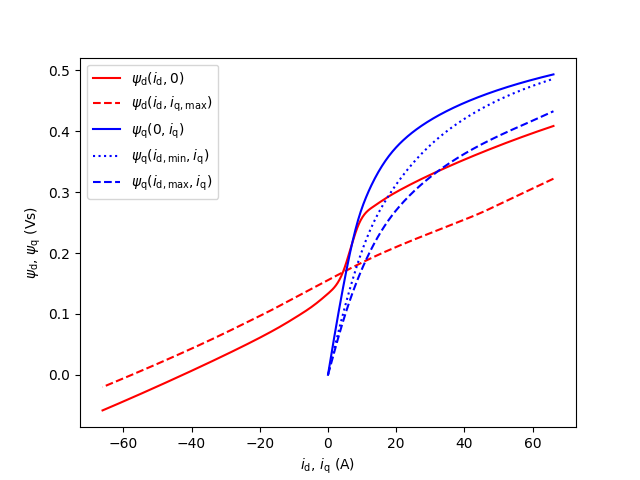 0.5
0.4
0.3
0.2
0.1
0.0
−60
−40
−20
0
20
40
60
ψd, ψq (Vs)
id, iq (A)
ψd(id, 0)
ψd(id, iq,max)
ψq(0, iq)
ψq(id,min, iq)
ψq(id,max, iq)